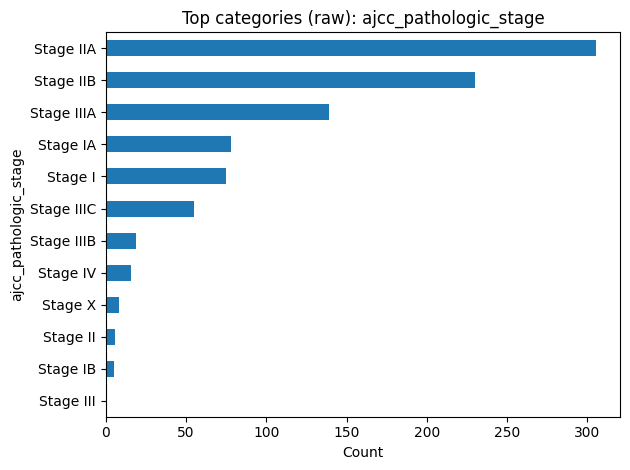 Top categories (raw): ajcc_pathologic_stage
ajcc_pathologic_stage
Stage IIA
Stage IIB
Stage IIIA
Stage IA
Stage I
Stage IIIC
Stage IIIB
Stage IV
Stage X
Stage II
Stage IB
Stage III
0 50 100 150 200 250 300
Count